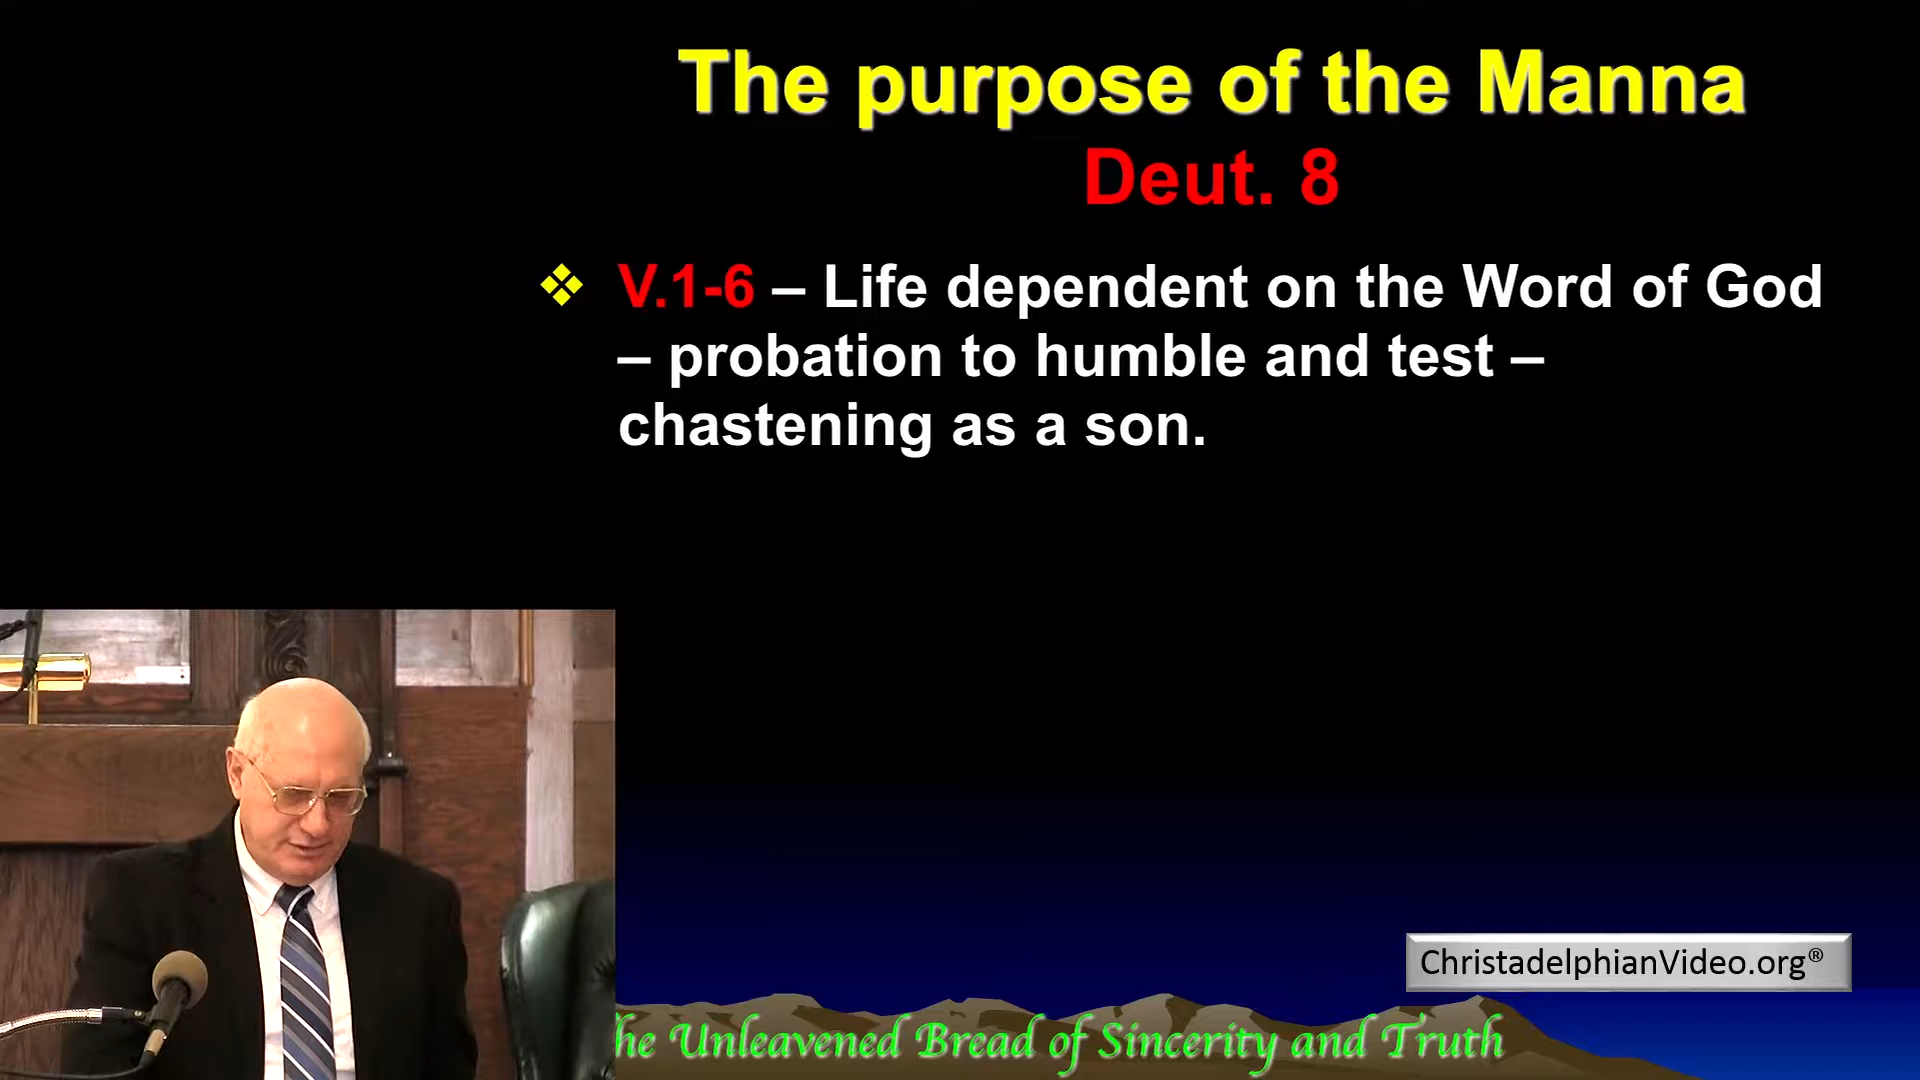 The purpose of the Manna
Deut. 8
V.1-6 – Life dependent on the Word of God
– probation to humble and test –
chastening as a son.
ChristadelphianVideo.org®
he Unleavened Bread of Sincerity and Truth